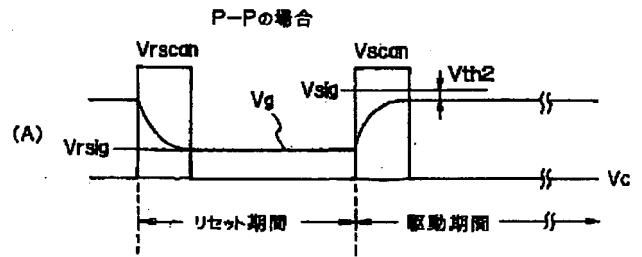 P-Pの場合
Vrscan
Vscan
Vsig
Vth2
Vg
(A)
Vrsig
Vc
リセット期間
駆動期間